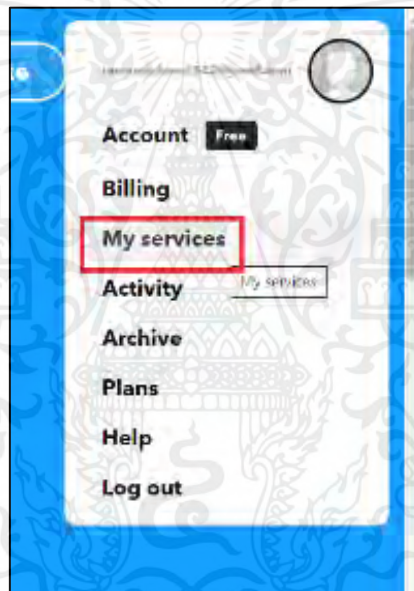 Account Free
Billing
My services
My services
Activity
Archive
Plans
Help
Log out